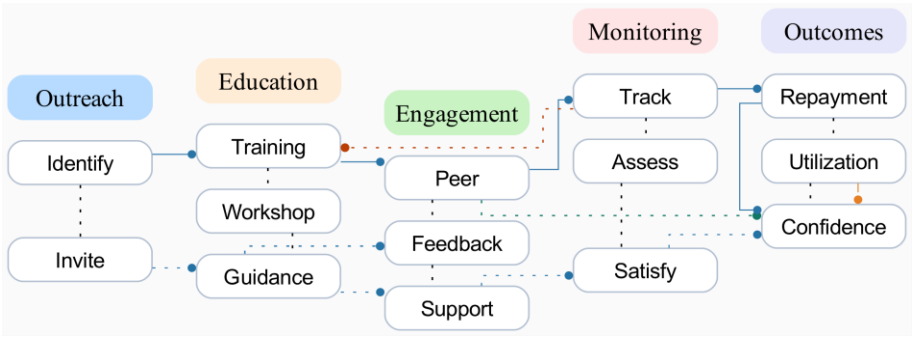 Outreach
Identify
Invite
Education
Training
Workshop
Guidance
Engagement
Peer
Feedback
Support
Monitoring
Track
Assess
Satisfy
Outcomes
Repayment
Utilization
Confidence